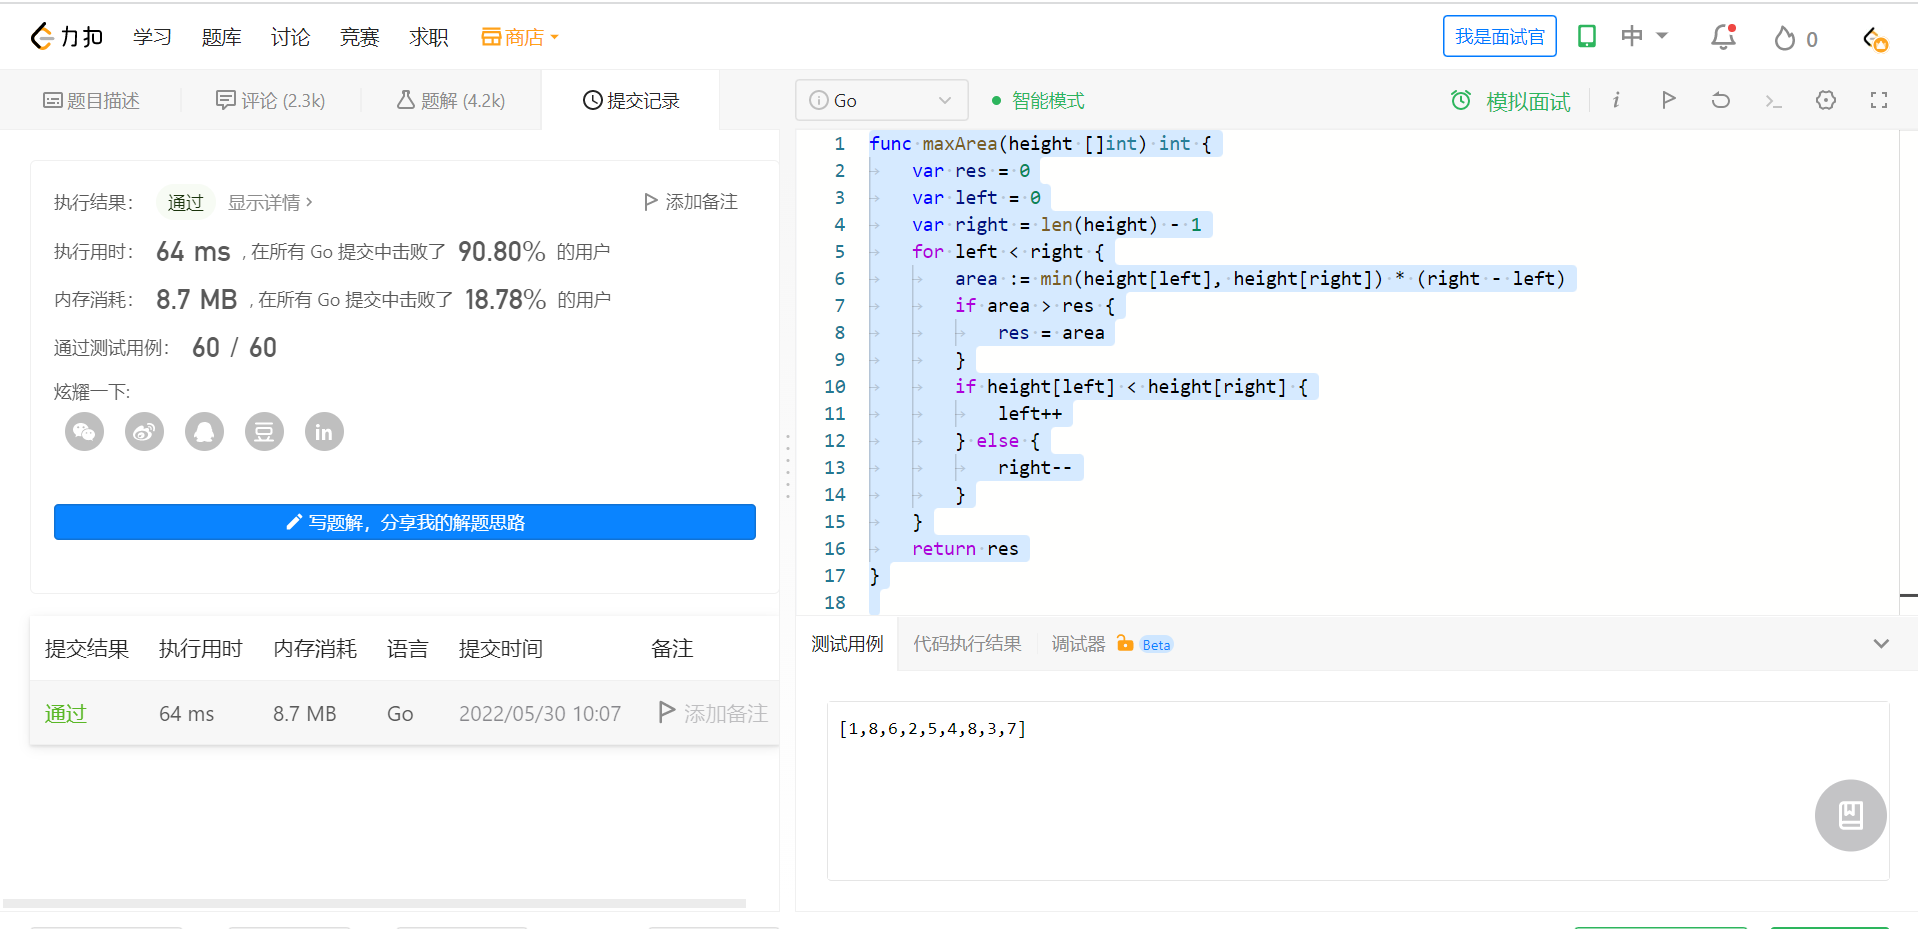 力扣 学习 题库 讨论 竞赛 求职 商店 我是面试官 中 0
题目描述 评论 (2.3k) 题解 (4.2k) 提交记录
i Go 智能模式 模拟面试 i
执行结果： 通过 显示详情 › 添加备注
执行用时： 64 ms , 在所有 Go 提交中击败了 90.80% 的用户
内存消耗： 8.7 MB , 在所有 Go 提交中击败了 18.78% 的用户
通过测试用例： 60 / 60
炫耀一下:
豆 in
写题解，分享我的解题思路
提交结果 执行用时 内存消耗 语言 提交时间 备注
通过 64 ms 8.7 MB Go 2022/05/30 10:07 添加备注
1 func maxArea(height []int) int {
2 var res = 0
3 var left = 0
4 var right = len(height) - 1
5 for left < right {
6 area := min(height[left], height[right]) * (right - left)
7 if area > res {
8 res = area
9 }
10 if height[left] < height[right] {
11 left++
12 } else {
13 right--
14 }
15 }
16 return res
17 }
18
测试用例 代码执行结果 调试器 Beta
[1,8,6,2,5,4,8,3,7]